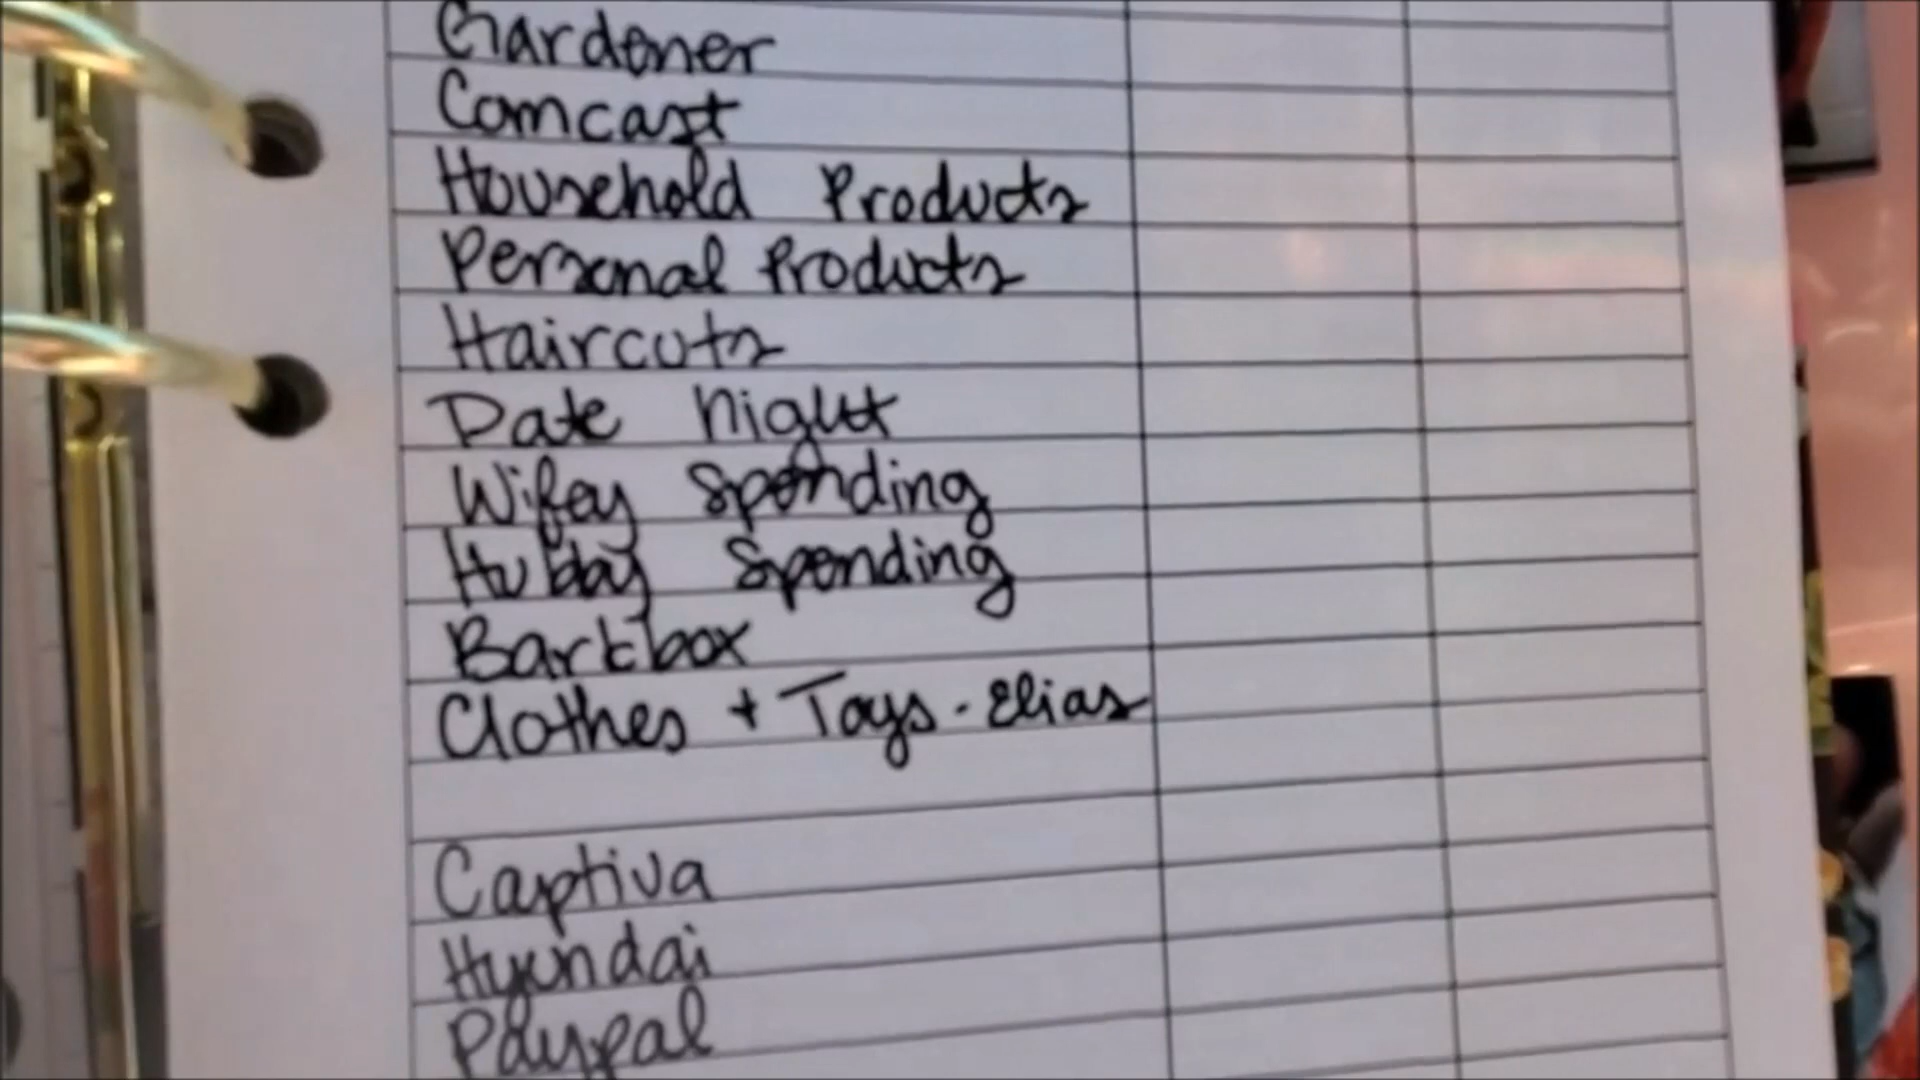 Gardener
Comcast
Household Products
Personal Products
Haircuts
Date night
Wifey Spending
Hubby Spending
Barkbox
Clothes + Toys - Elias
Captiva
Hyundai
Paypal